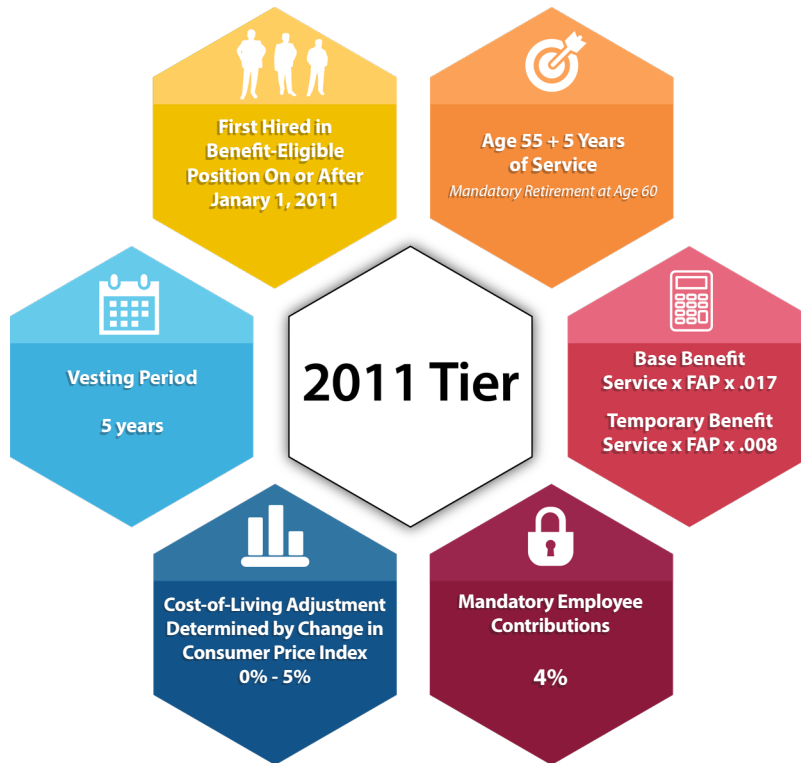 First Hired in
Benefit-Eligible
Position On or After
Janary 1, 2011
Age 55 + 5 Years
of Service
Mandatory Retirement at Age 60
Vesting Period
5 years
2011 Tier
Base Benefit
Service x FAP x .017
Temporary Benefit
Service x FAP x .008
Cost-of-Living Adjustment
Determined by Change in
Consumer Price Index
0% - 5%
Mandatory Employee
Contributions
4%